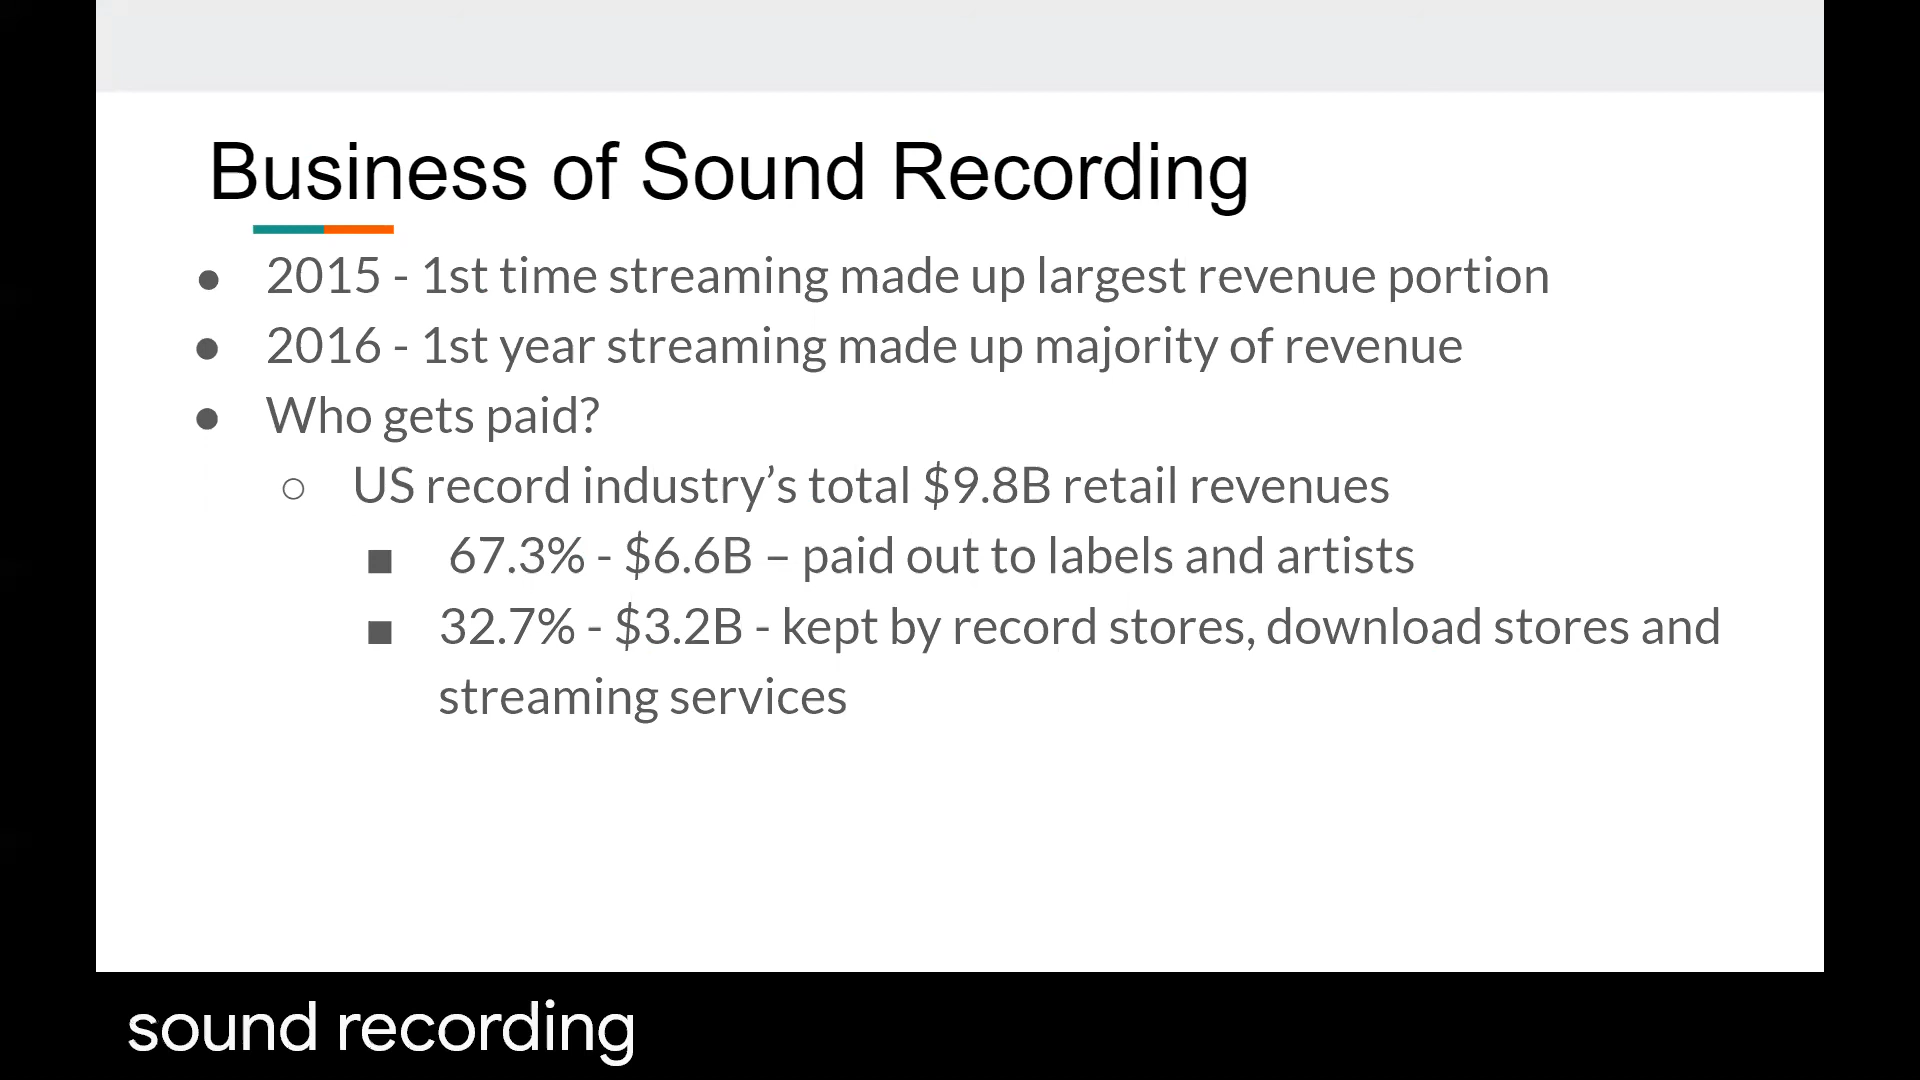 Business of Sound Recording
● 2015 - 1st time streaming made up largest revenue portion
● 2016 - 1st year streaming made up majority of revenue
● Who gets paid?
○ US record industry’s total $9.8B retail revenues
■ 67.3% - $6.6B – paid out to labels and artists
■ 32.7% - $3.2B - kept by record stores, download stores and
streaming services
sound recording